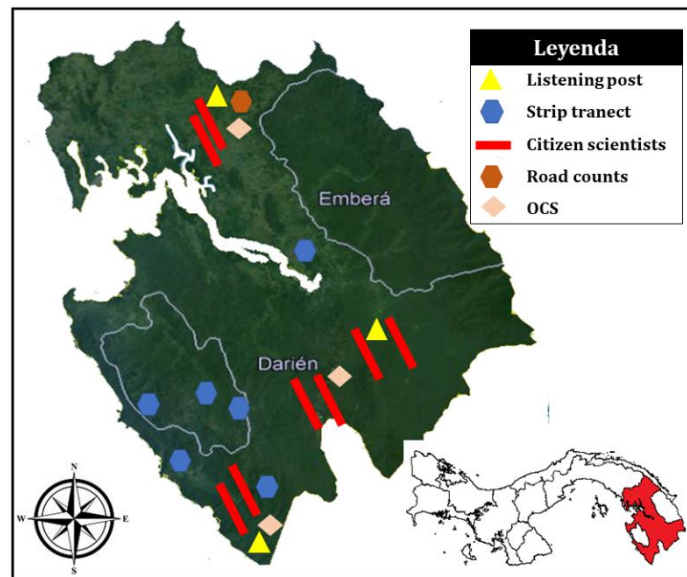 Leyenda
Listening post
Strip tranect
Citizen scientists
Road counts
OCS
Emberá
Darién
N
W
E
S